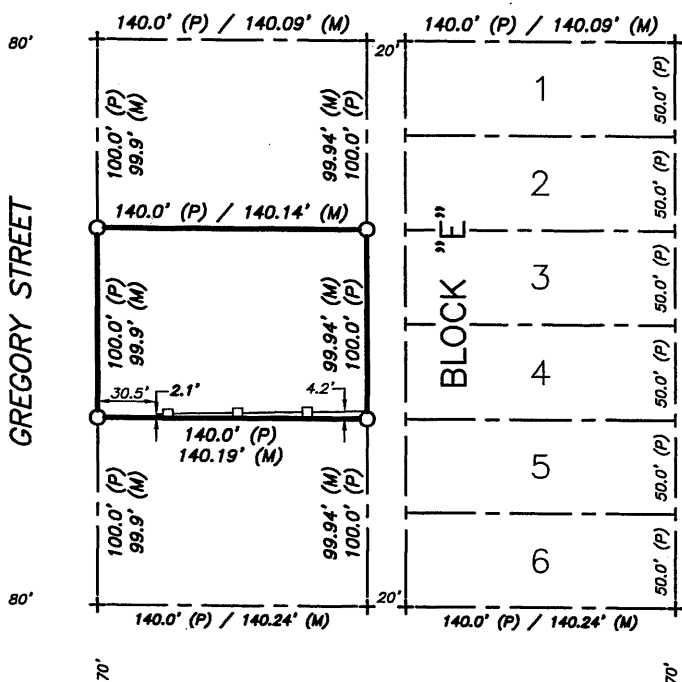 140.0' (P) / 140.09' (M)
140.0' (P) / 140.09' (M)
80'
20'
100.0' (P)
99.9' (M)
99.94' (M)
100.0' (P)
1
50.0' (P)
2
50.0' (P)
140.0' (P) / 140.14' (M)
GREGORY STREET
BLOCK "E"
100.0' (P)
99.9' (M)
99.94' (M)
100.0' (P)
3
50.0' (P)
4
50.0' (P)
30.5'
2.1'
4.2'
140.0' (P)
140.19' (M)
100.0' (P)
99.9' (M)
99.94' (M)
100.0' (P)
5
50.0' (P)
6
50.0' (P)
80'
20'
140.0' (P) / 140.24' (M)
140.0' (P) / 140.24' (M)
70'
70'